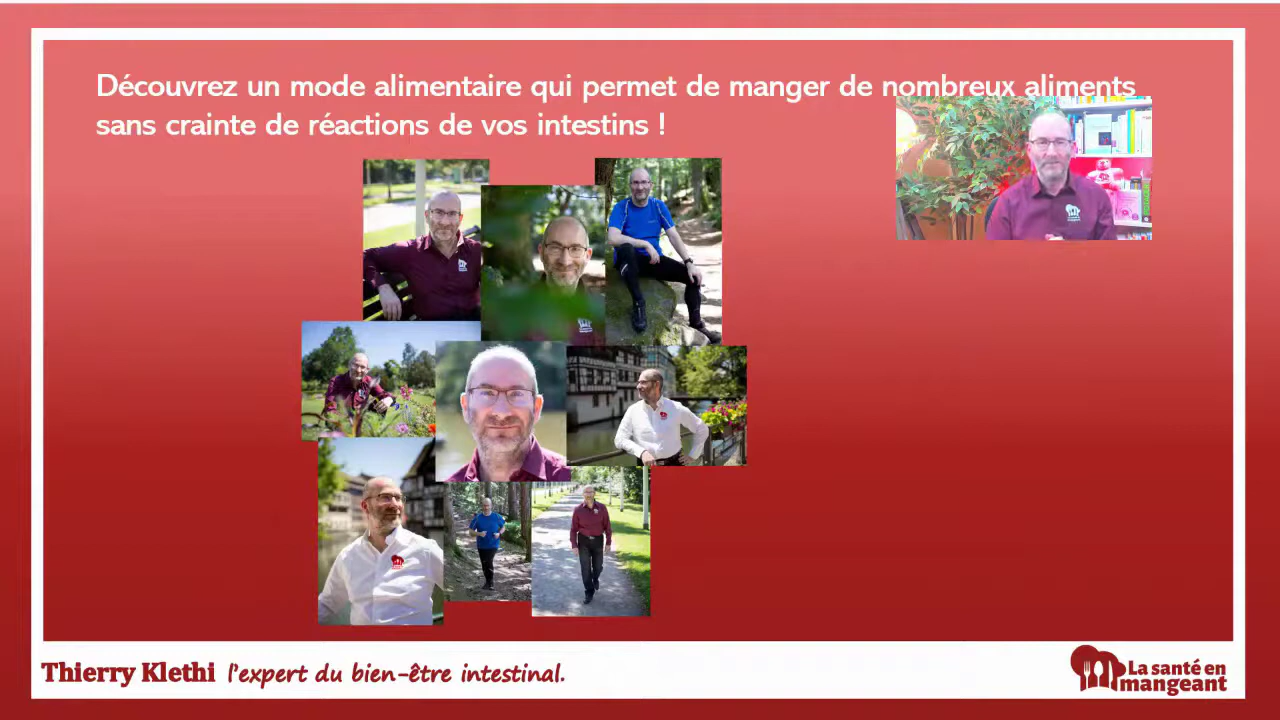 Découvrez un mode alimentaire qui permet de manger de nombreux aliments
sans crainte de réactions de vos intestins !
Thierry Klethi l'expert du bien-être intestinal.
La santé en
mangeant